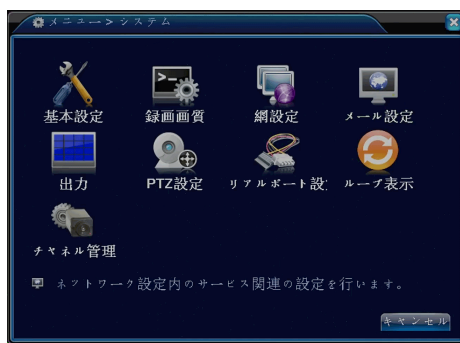 メニュー>システム
基本設定 録画画質 網設定 メール設定
出力 PTZ設定 リアルポート設: ループ表示
チャネル管理
ネットワーク設定内のサービス関連の設定を行います。
キャンセル